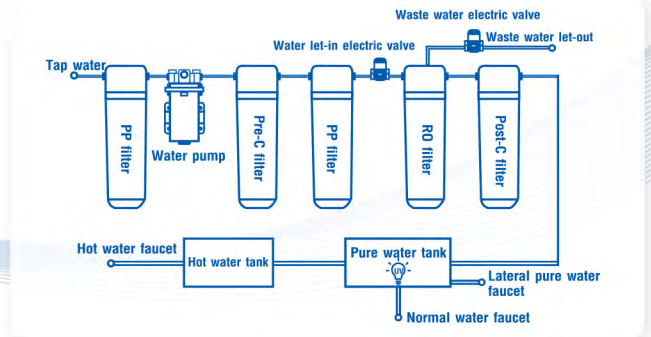 Waste water electric valve
Waste water let-out
Water let-in electric valve
Tap water
PP filter
Water pump
Pre-C filter
PP filter
RO filter
Post-C filter
Hot water faucet
Hot water tank
Pure water tank
UV
Lateral pure water
faucet
Normal water faucet